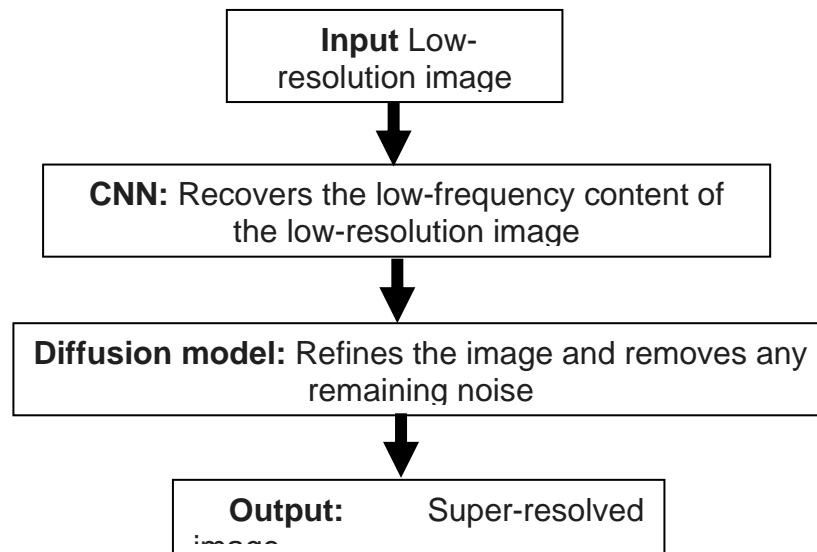 Input Low-
resolution image
CNN: Recovers the low-frequency content of
the low-resolution image
Diffusion model: Refines the image and removes any
remaining noise
Output: Super-resolved
image